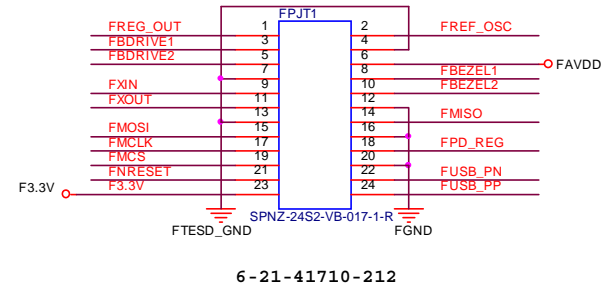 FPJT1
FREG_OUT 1 2 FREF_OSC
FBDRIVE1 3 4
FBDRIVE2 5 6 FAVDD
7 8 FBEZEL1
FXIN 9 10 FBEZEL2
FXOUT 11 12
13 14 FMISO
FMOSI 15 16
FMCLK 17 18 FPD_REG
FMCS 19 20
FNRESET 21 22 FUSB_PN
F3.3V F3.3V 23 24 FUSB_PP
SPNZ-24S2-VB-017-1-R
FTESD_GND FGND
6-21-41710-212